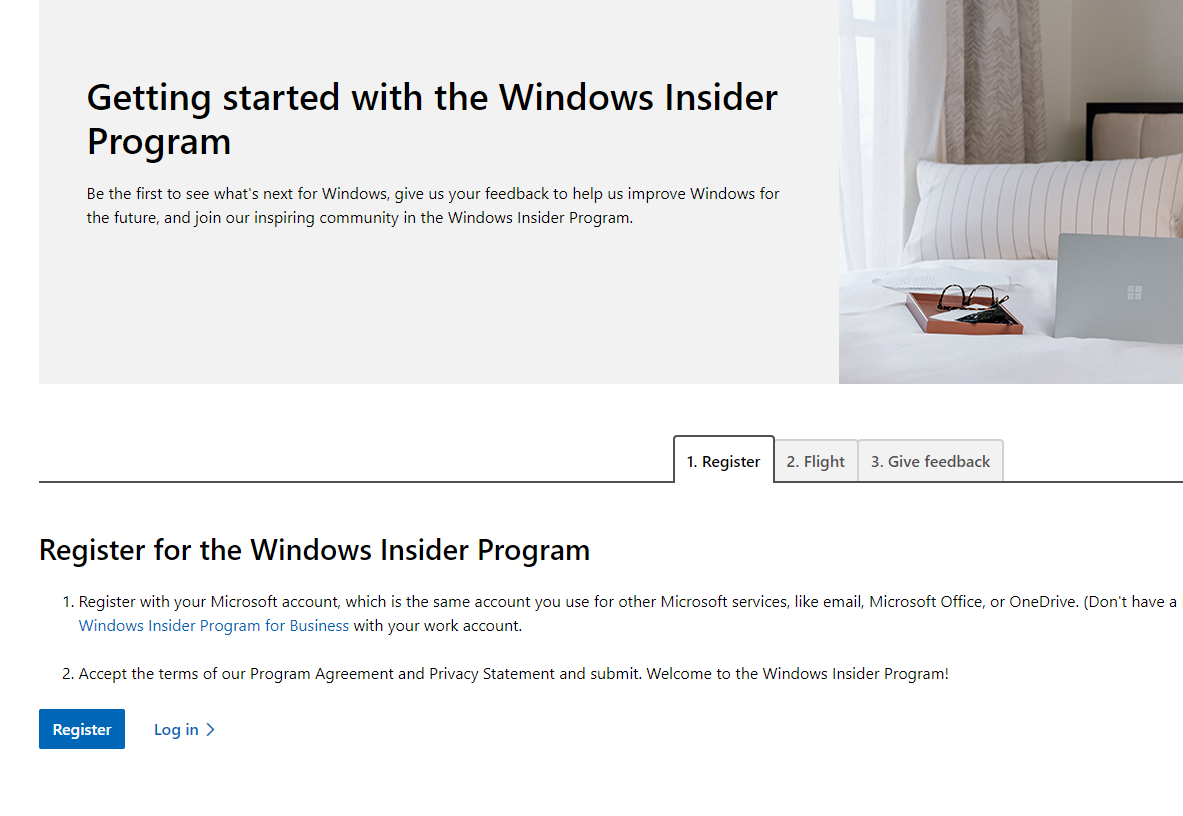 Getting started with the Windows Insider
Program
Be the first to see what's next for Windows, give us your feedback to help us improve Windows for
the future, and join our inspiring community in the Windows Insider Program.
1. Register
2. Flight
3. Give feedback
Register for the Windows Insider Program
1. Register with your Microsoft account, which is the same account you use for other Microsoft services, like email, Microsoft Office, or OneDrive. (Don't have a
Windows Insider Program for Business with your work account.
2. Accept the terms of our Program Agreement and Privacy Statement and submit. Welcome to the Windows Insider Program!
Register
Log in